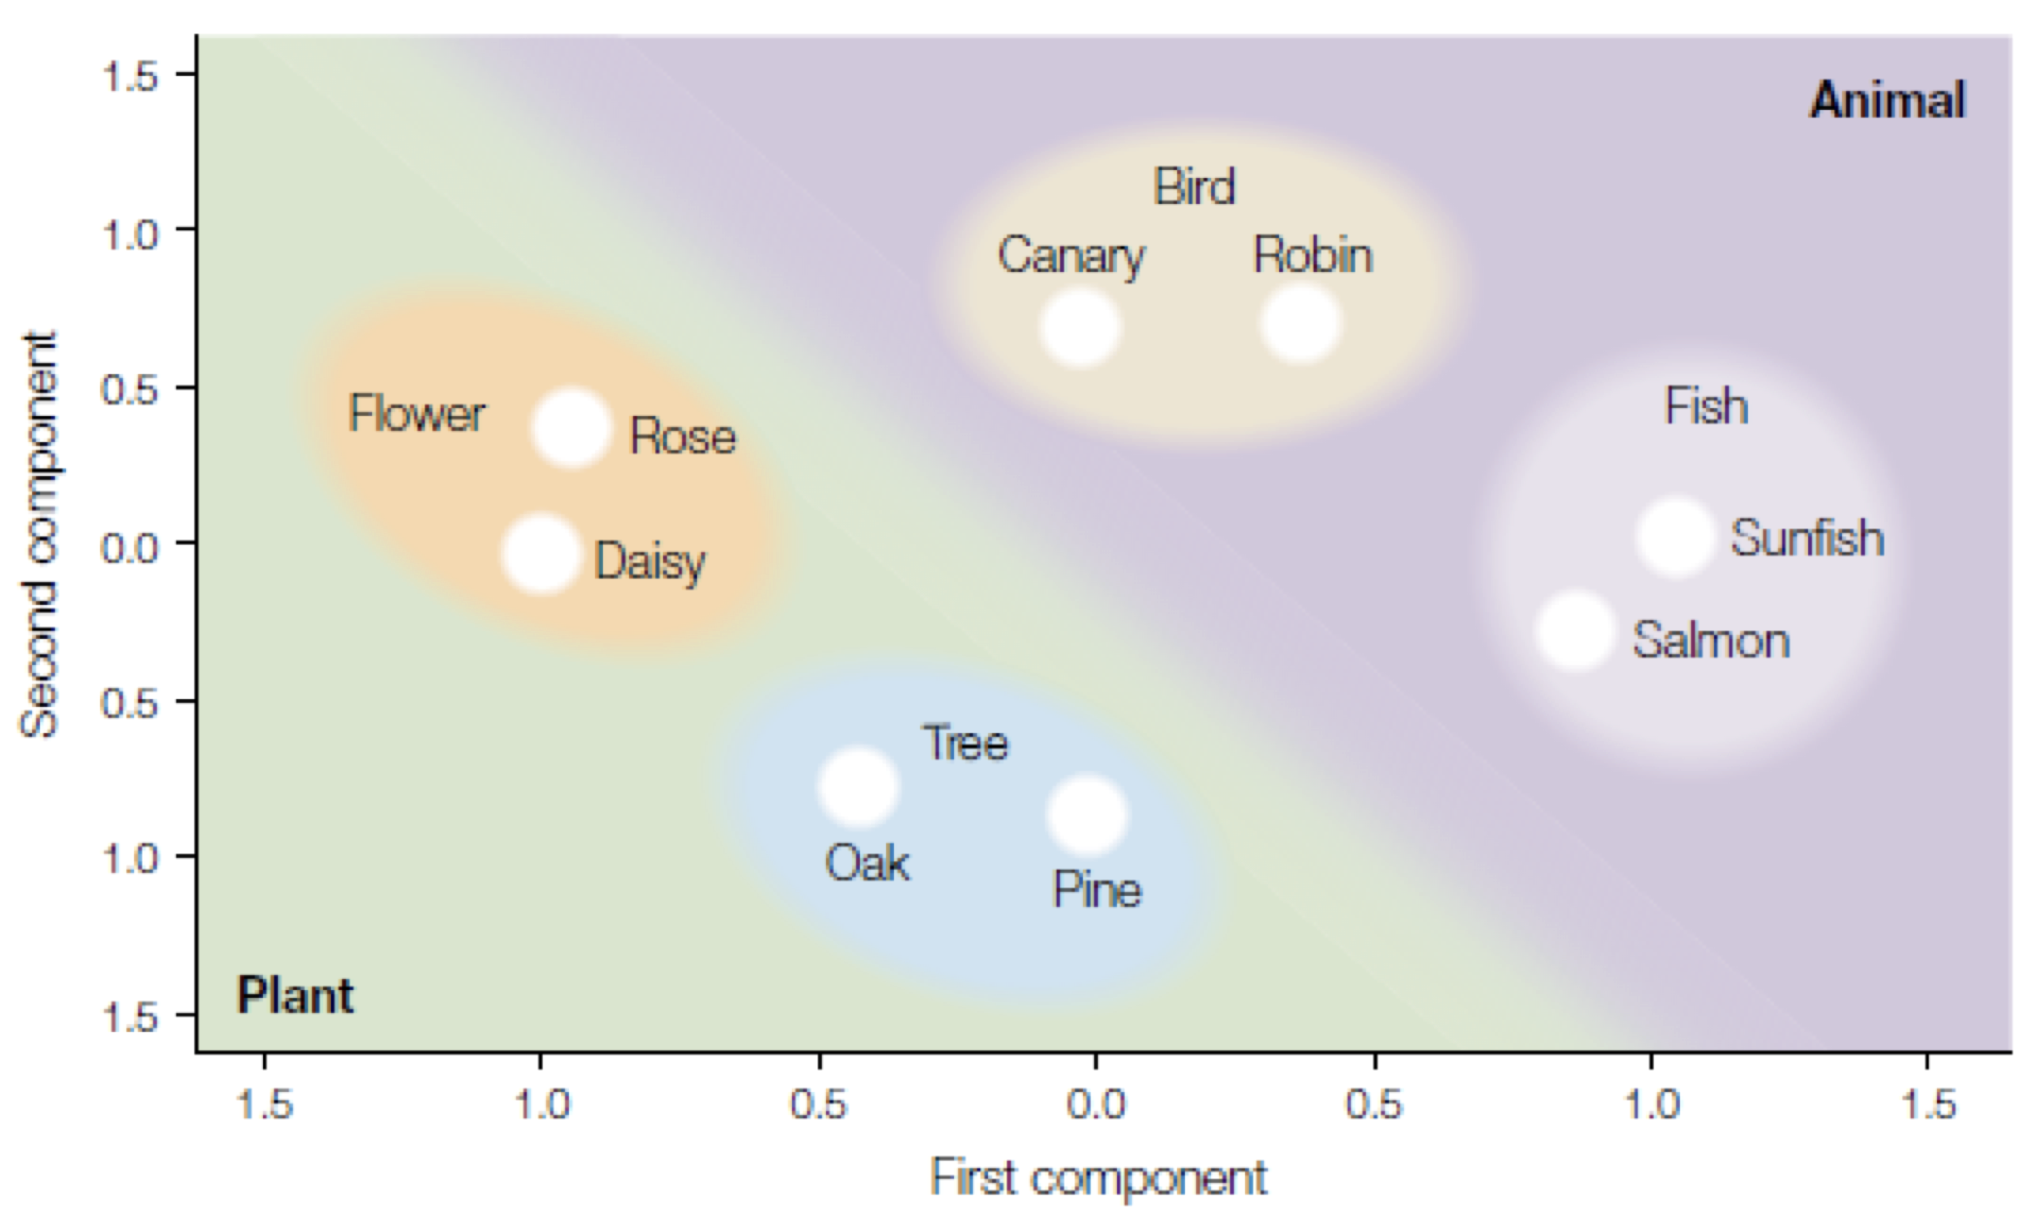 1.5
Animal
Bird
1.0
Canary
Robin
0.5
Flower
Rose
Fish
Second component
0.0
Daisy
Sunfish
Salmon
0.5
Tree
1.0
Oak
Pine
Plant
1.5
1.5
1.0
0.5
0.0
0.5
1.0
1.5
First component